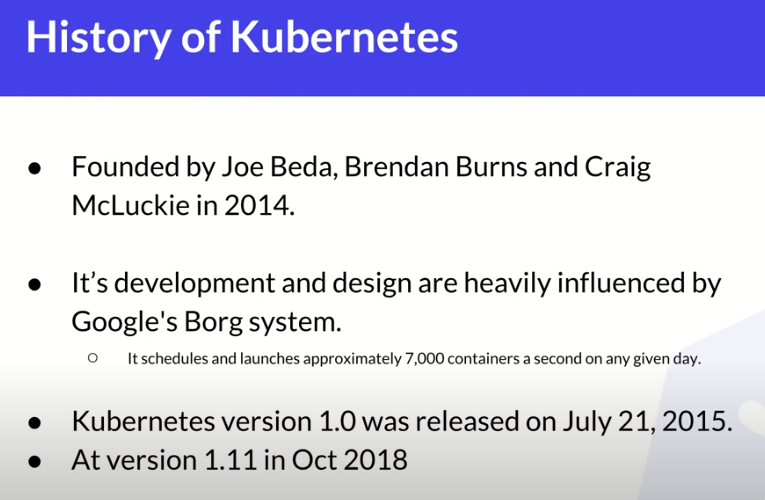 History of Kubernetes
● Founded by Joe Beda, Brendan Burns and Craig
McLuckie in 2014.
● It’s development and design are heavily influenced by
Google's Borg system.
○ It schedules and launches approximately 7,000 containers a second on any given day.
● Kubernetes version 1.0 was released on July 21, 2015.
● At version 1.11 in Oct 2018